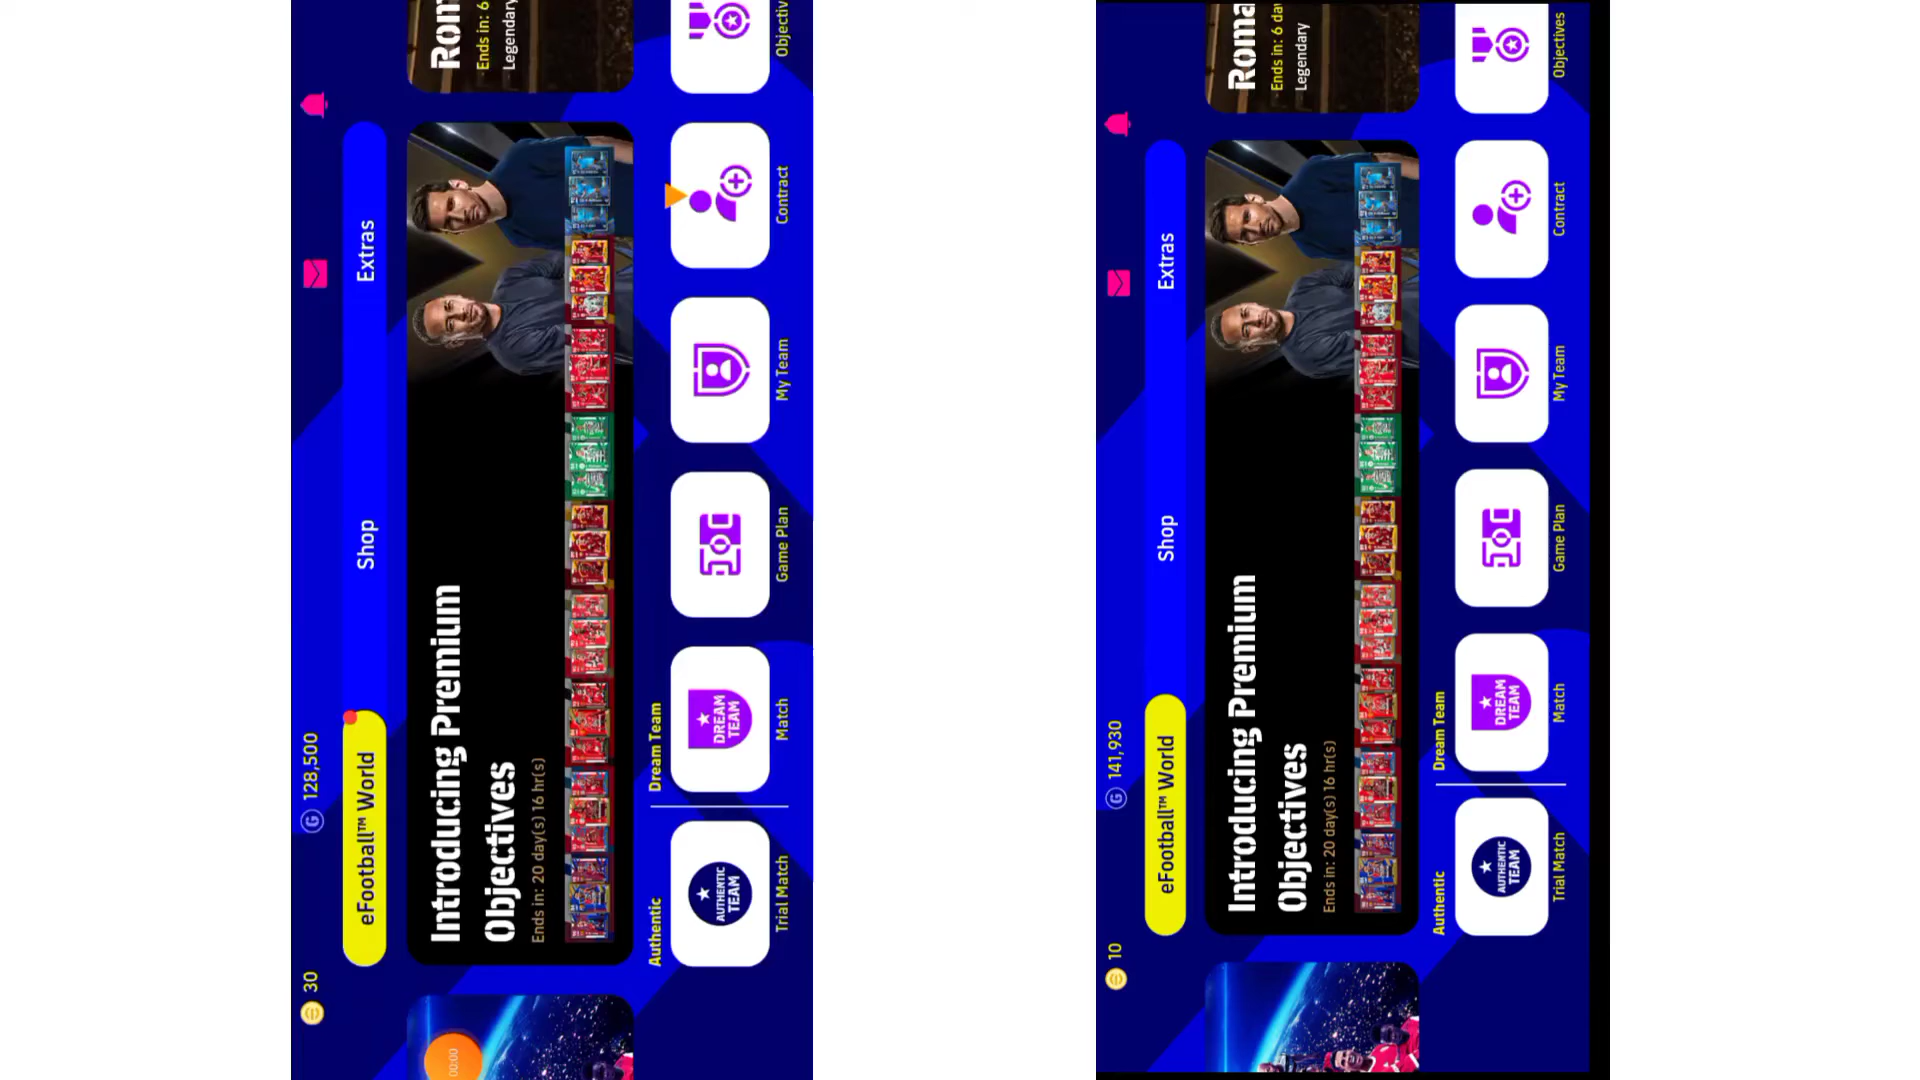 30
128,500
eFootball™ World
Shop
Extras
Introducing Premium
Objectives
Ends in: 20 day(s) 16 hr(s)
Ends in: 6
Legendary
Authentic
Dream Team
AUTHENTIC
TEAM
DREAM
TEAM
Trial Match
Match
Game Plan
My Team
Contract
00:00
10
141,930
eFootball™ World
Shop
Extras
Introducing Premium
Objectives
Ends in: 20 day(s) 16 hr(s)
Roma
Ends in: 6 da
Legendary
Authentic
Dream Team
AUTHENTIC
TEAM
DREAM
TEAM
Trial Match
Match
Game Plan
My Team
Contract
Objectives